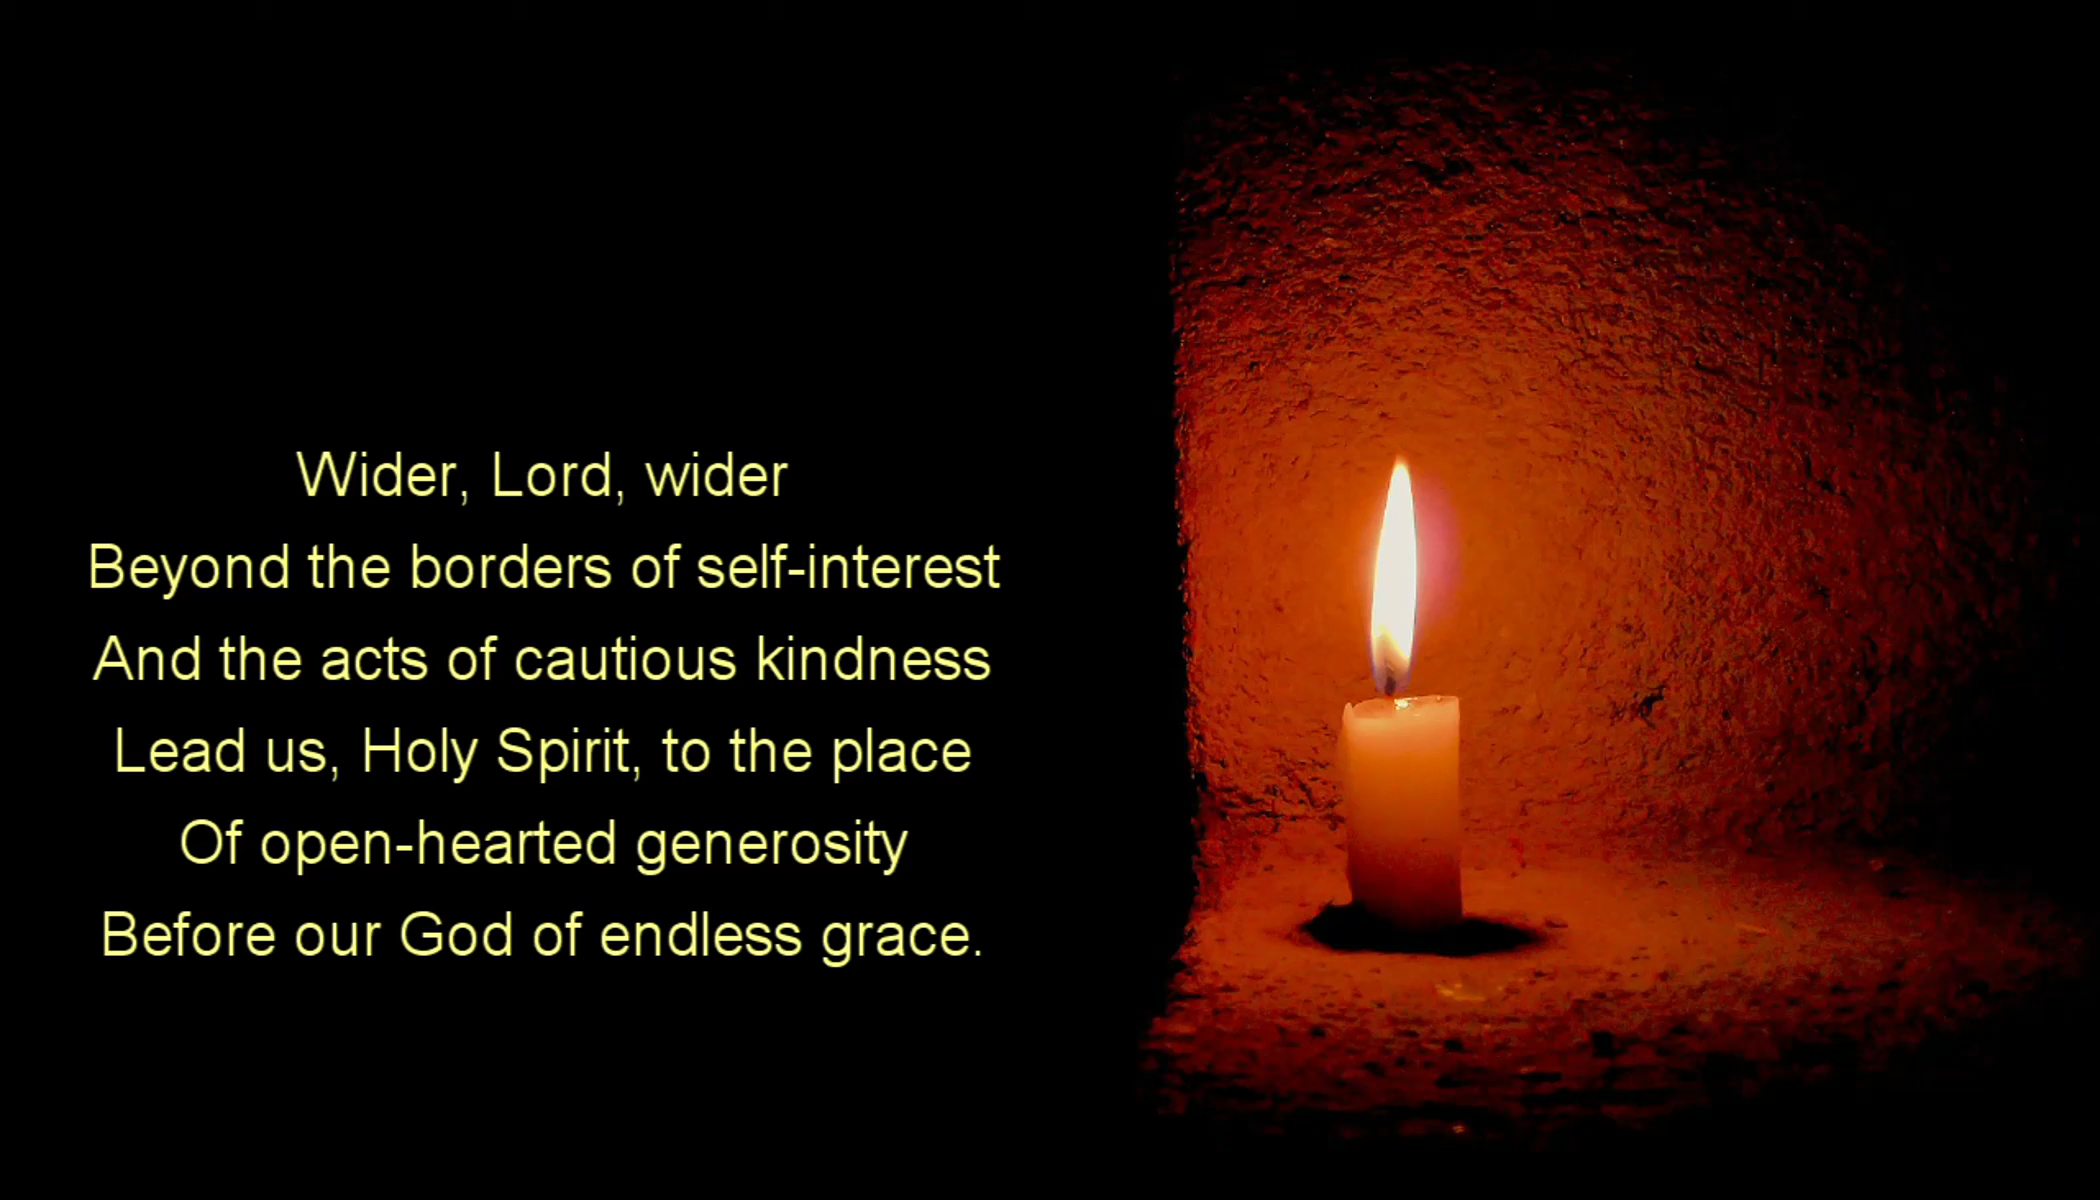 Wider, Lord, wider
Beyond the borders of self-interest
And the acts of cautious kindness
Lead us, Holy Spirit, to the place
Of open-hearted generosity
Before our God of endless grace.